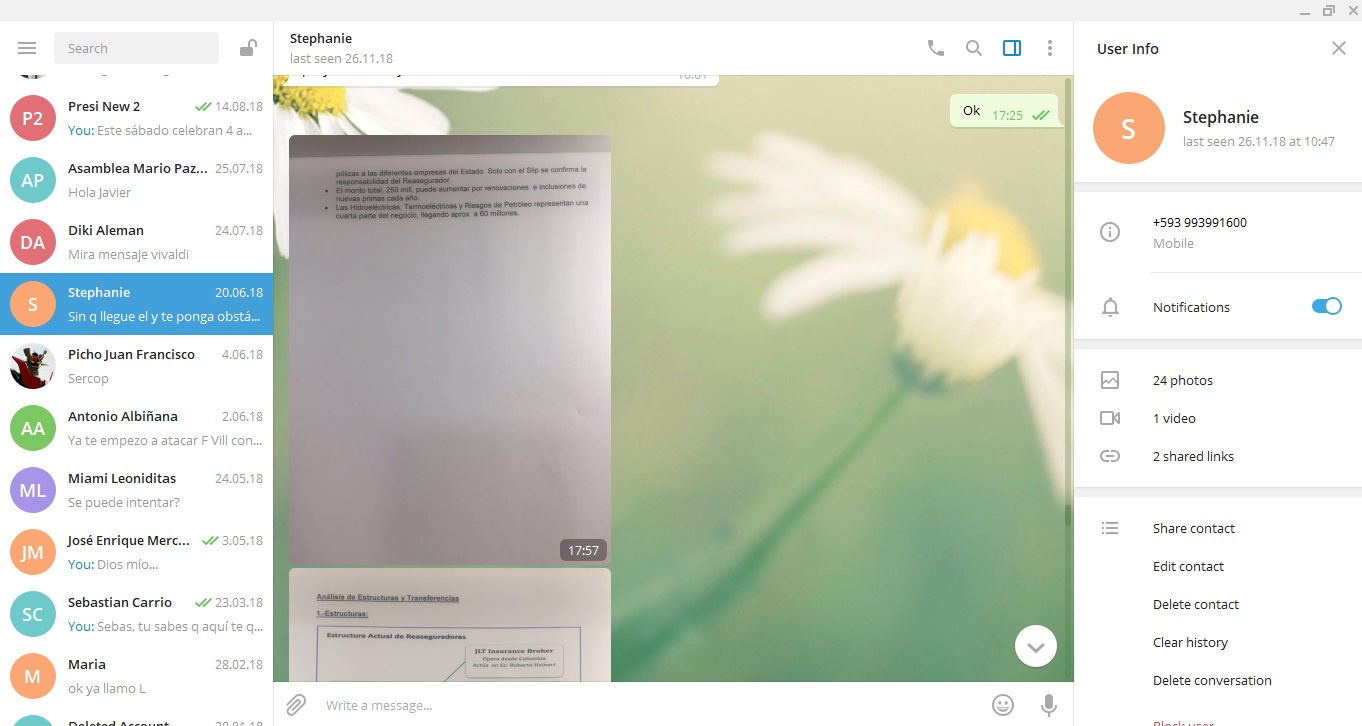 Search
Presi New 2
14.08.18
You: Este sábado celebran 4 a...
Asamblea Mario Paz...
25.07.18
Hola Javier
Diki Aleman
24.07.18
Mira mensaje vivaldi
Stephanie
20.06.18
Sin q llegue el y te ponga obstá...
Picho Juan Francisco
4.06.18
Sercop
Antonio Albiñana
2.06.18
Ya te empezo a atacar F Vill con...
Miami Leoniditas
24.05.18
Se puede intentar?
José Enrique Merc...
3.05.18
You: Dios mío...
Sebastian Carrio
23.03.18
You: Sebas, tu sabes q aquí te q...
Maria
28.02.18
ok ya llamo L
Deleted Account
P2
AP
DA
S
AA
ML
JM
SC
M
Stephanie
last seen 26.11.18
16:01
Ok
17:25
pólizas a las diferentes empresas del Estado. Solo con el Slip se confirma la
responsabilidad del Reasegurador.
El monto total, 250 mill, puede aumentar por renovaciones e inclusiones de
nuevas primas cada año.
Las Hidroeléctricas, Termoeléctricas y Riesgos de Petróleo representan una
cuarta parte del negocio, llegando aprox. a 60 millones.
17:57
Análisis de Estructuras y Transferencias
1.-Estructuras:
Estructura Actual de Reaseguradoras
JLT Insurance Broker
Opera desde Colombia
Actúa en Ec: Roberto Heinert
Write a message...
User Info
S
Stephanie
last seen 26.11.18 at 10:47
+593 993991600
Mobile
Notifications
24 photos
1 video
2 shared links
Share contact
Edit contact
Delete contact
Clear history
Delete conversation
Block user